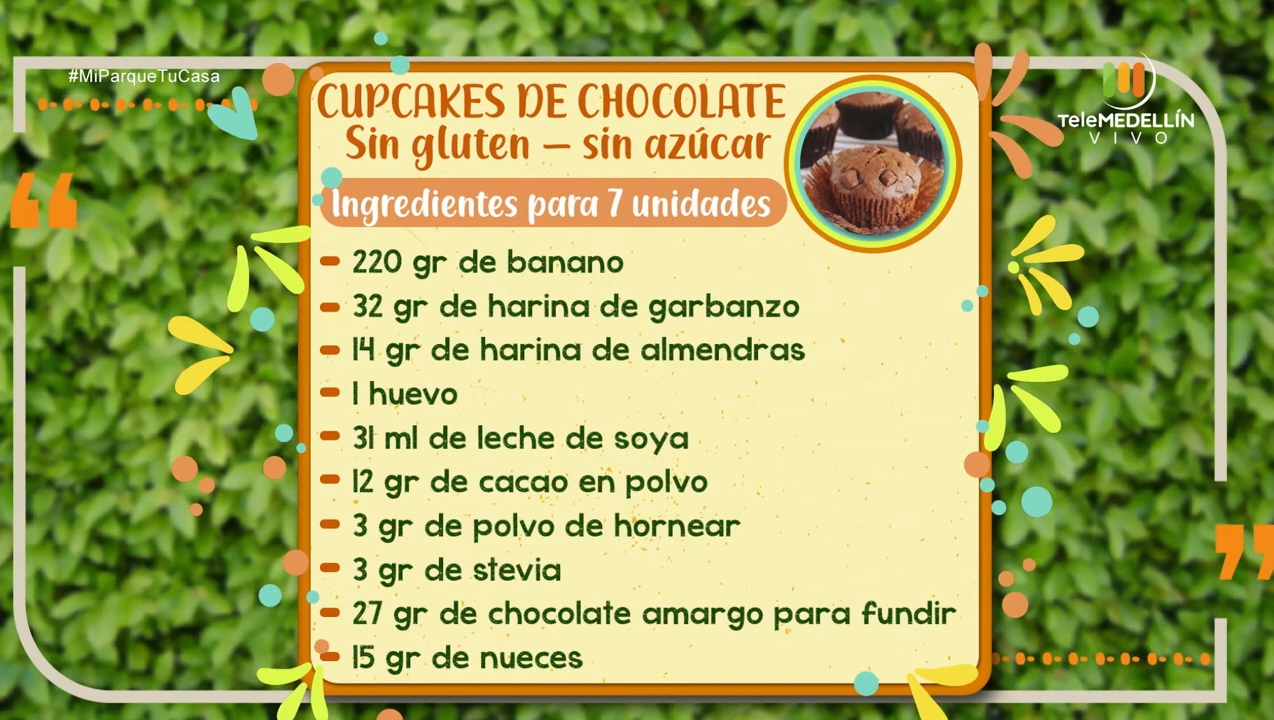 #MiParqueTuCasa
TeleMEDELLÍN
VIVO
CUPCAKES DE CHOCOLATE
Sin gluten – sin azúcar
Ingredientes para 7 unidades
220 gr de banano
32 gr de harina de garbanzo
14 gr de harina de almendras
1 huevo
31 ml de leche de soya
12 gr de cacao en polvo
3 gr de polvo de hornear
3 gr de stevia
27 gr de chocolate amargo para fundir
15 gr de nueces